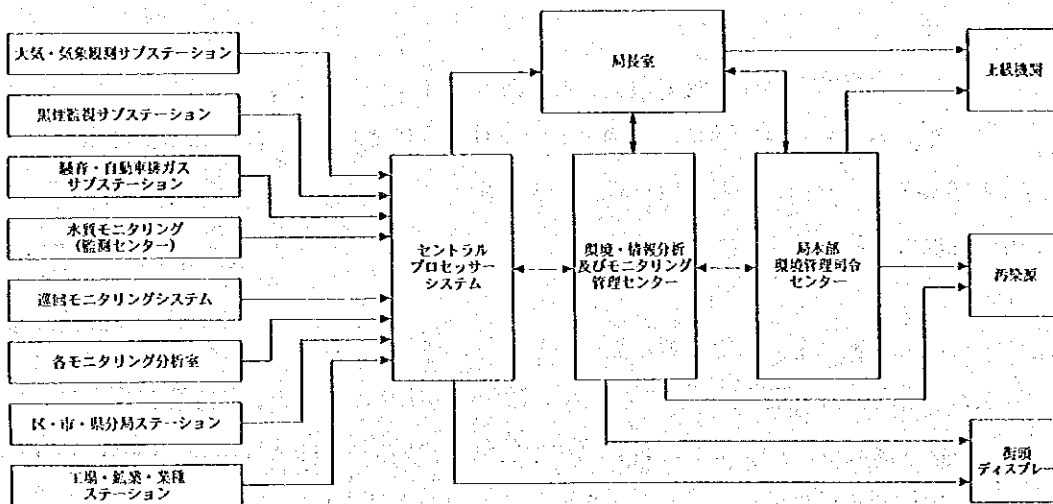 大気・気象観測サブステーション
黒煙監視サブステーション
騒音・自動車排ガス
サブステーション
水質モニタリング
(監測センター)
巡回モニタリングシステム
各モニタリング分析室
区・市・県分局ステーション
工場・鉱業・業種
ステーション
セントラル
プロセッサー
システム
局長室
環境・情報分析
及びモニタリング
管理センター
局本部
環境管理司令
センター
上級機関
汚染源
街頭
ディスプレー